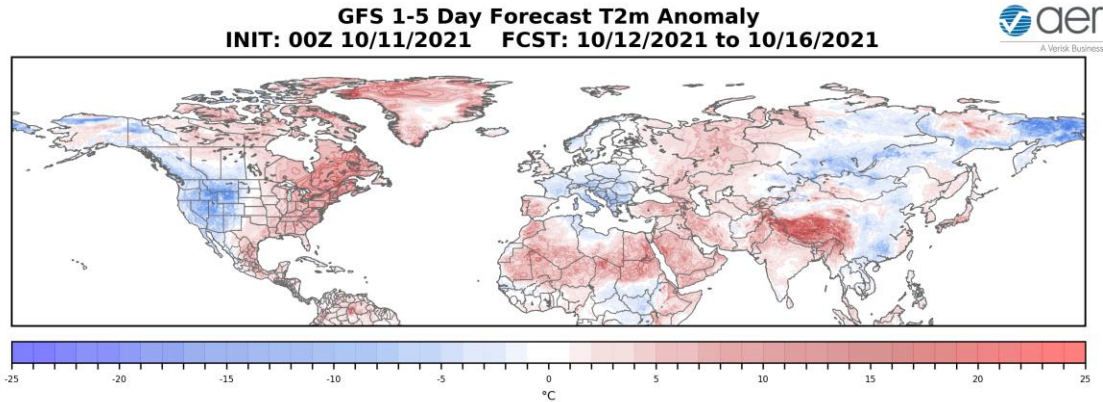 GFS 1-5 Day Forecast T2m Anomaly
INIT: 00Z 10/11/2021 FCST: 10/12/2021 to 10/16/2021
aer
A Verisk Business
-25 -20 -15 -10 -5 0 5 10 15 20 25
°C